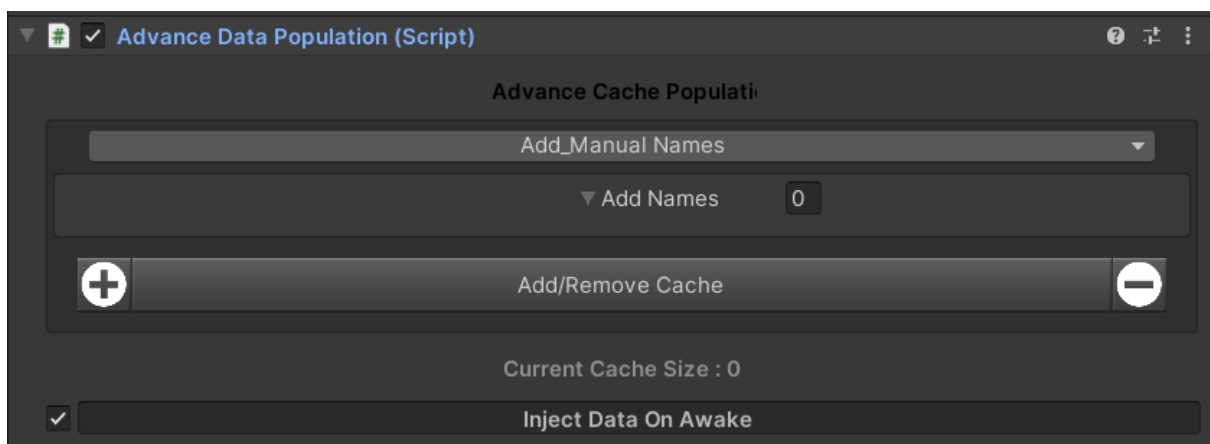 Advance Data Population (Script)
Advance Cache Populati
Add_Manual Names
Add Names 0
Add/Remove Cache
Current Cache Size : 0
Inject Data On Awake